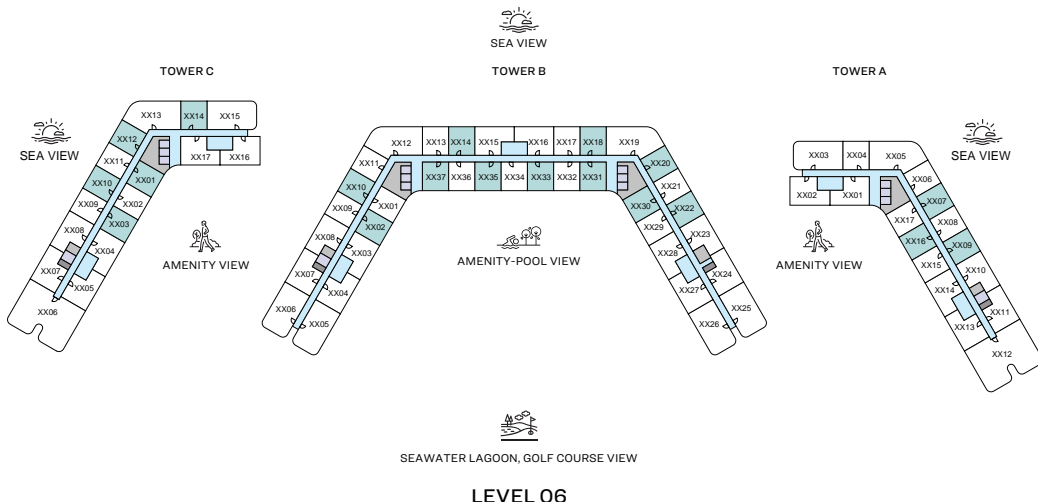 SEA VIEW
TOWER C
TOWER B
TOWER A
SEA VIEW
SEA VIEW
XX13
XX14
XX15
XX12
XX11
XX17
XX16
XX10
XX01
XX09
XX02
XX08
XX03
XX07
XX04
XX05
XX06
AMENITY VIEW
XX12
XX13
XX14
XX15
XX16
XX17
XX18
XX19
XX11
XX37
XX36
XX35
XX34
XX33
XX32
XX31
XX20
XX10
XX01
XX21
XX09
XX02
XX30
XX22
XX08
XX03
XX29
XX23
XX07
XX04
XX28
XX24
XX06
XX05
XX27
XX25
XX26
AMENITY-POOL VIEW
XX03
XX04
XX05
XX02
XX01
XX06
XX17
XX07
XX16
XX08
XX15
XX09
XX14
XX10
XX13
XX11
XX12
AMENITY VIEW
SEAWATER LAGOON, GOLF COURSE VIEW
LEVEL 06